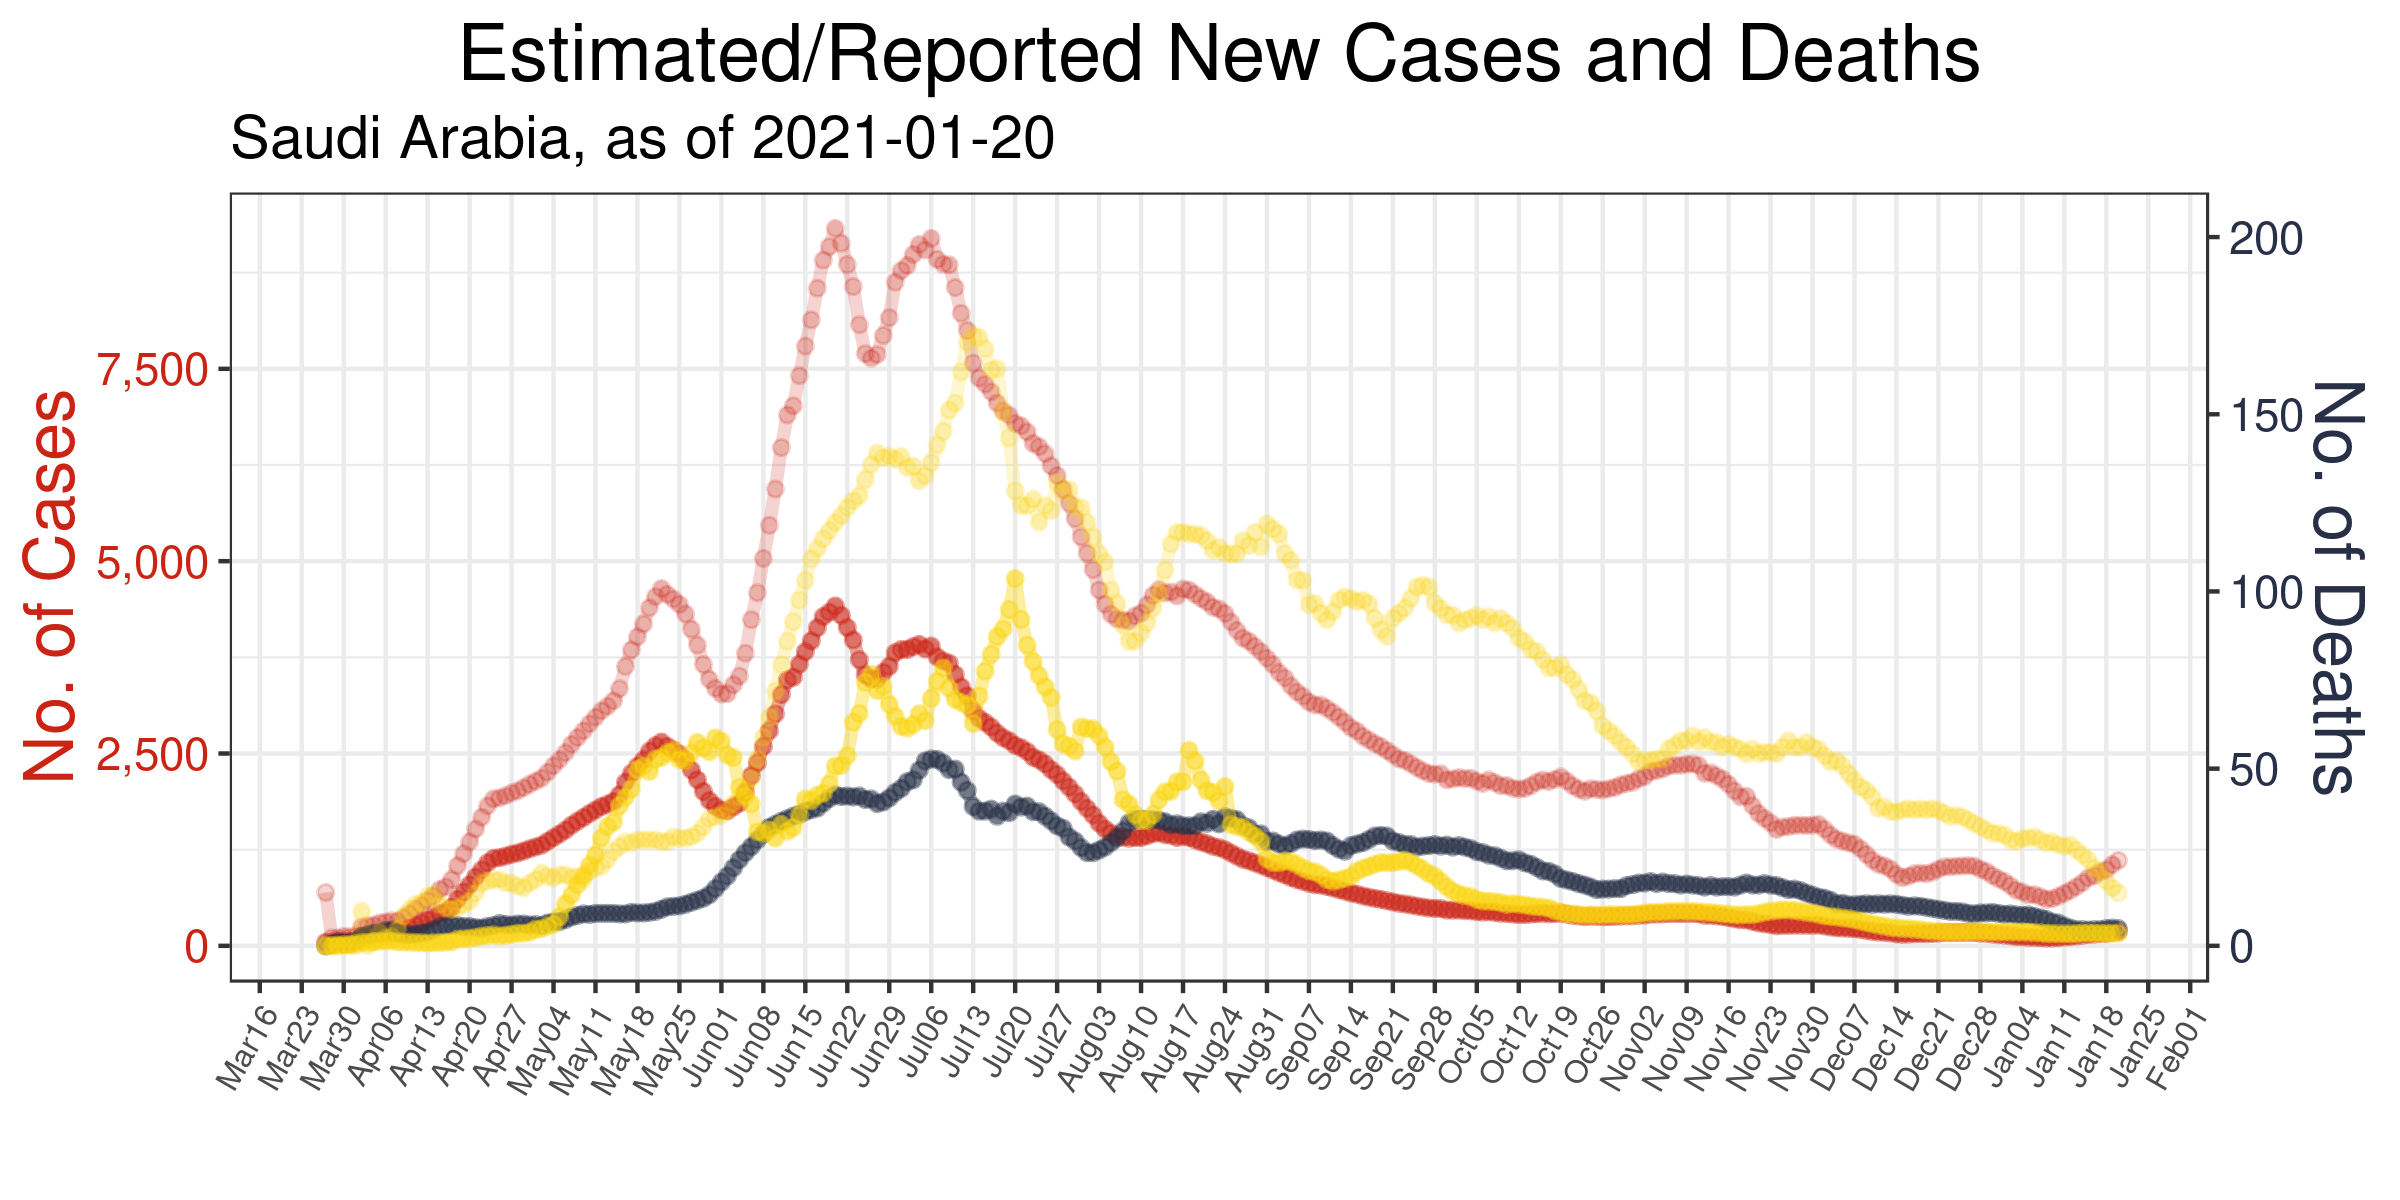 Estimated/Reported New Cases and Deaths
Saudi Arabia, as of 2021-01-20
No. of Cases
7,500
5,000
2,500
0
200
150
100
50
0
No. of Deaths
Mar16 Mar23 Mar30 Apr06 Apr13 Apr20 Apr27 May04 May11 May18 May25 Jun01 Jun08 Jun15 Jun22 Jun29 Jul06 Jul13 Jul20 Jul27 Aug03 Aug10 Aug17 Aug24 Aug31 Sep07 Sep14 Sep21 Sep28 Oct05 Oct12 Oct19 Oct26 Nov02 Nov09 Nov16 Nov23 Nov30 Dec07 Dec14 Dec21 Dec28 Jan04 Jan11 Jan18 Jan25 Feb01